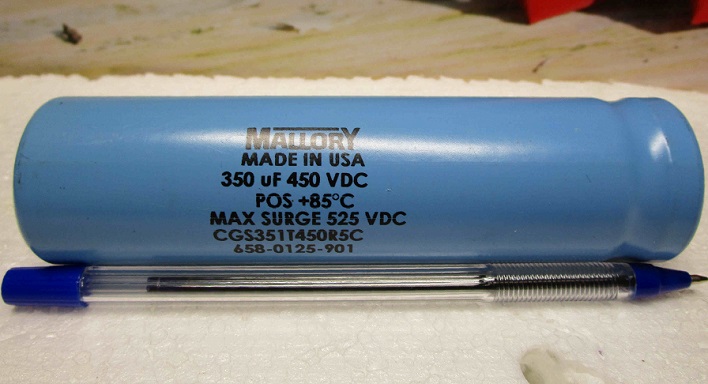 MALLORY
MADE IN USA
350 uF 450 VDC
POS +85°C
MAX SURGE 525 VDC
CGS351T450R5C
658-0125-901